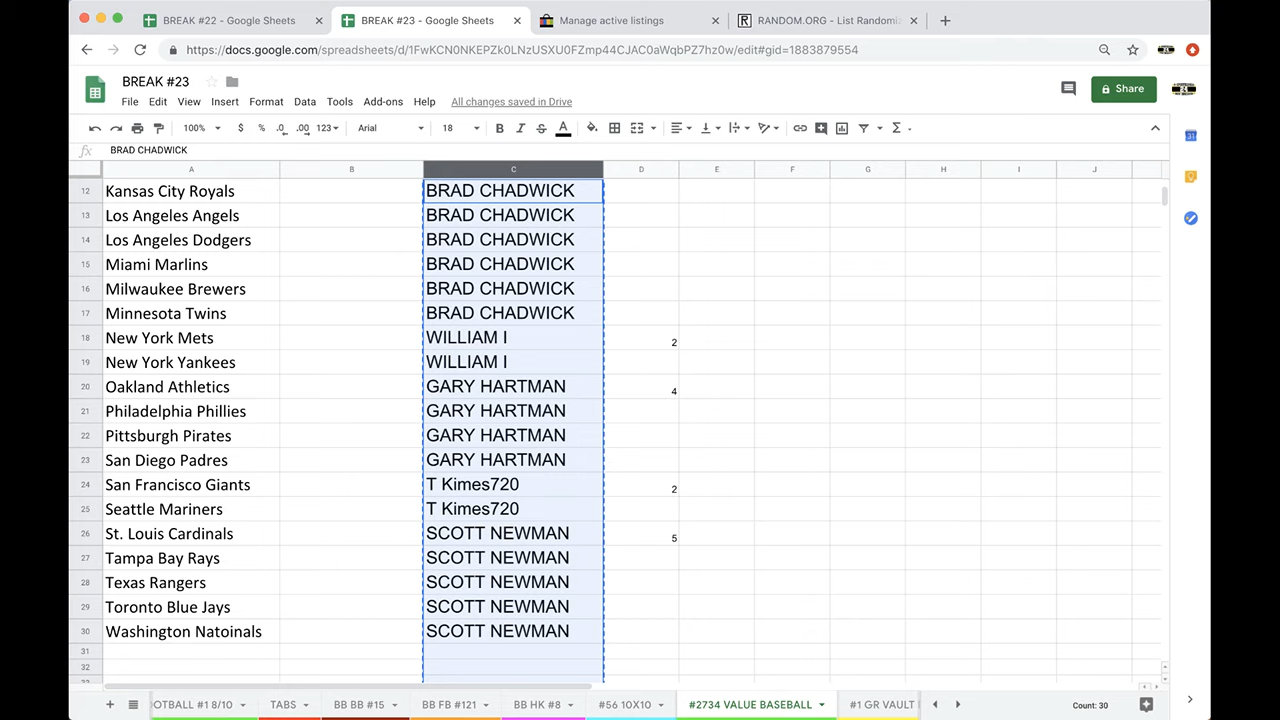 BREAK #22 - Google Sheets
BREAK #23 - Google Sheets
Manage active listings
RANDOM.ORG - List Randomiz
https://docs.google.com/spreadsheets/d/1FwKCN0NKEPZk0LNzUSXU0FZmp44CJAC0aWqbPZ7hz0w/edit#gid=1883879554
BREAK #23
File Edit View Insert Format Data Tools Add-ons Help All changes saved in Drive
Share
100% $ % .0 .00 123 Arial 18 B I S A
fx BRAD CHADWICK
A B C D E F G H I J
12 Kansas City Royals BRAD CHADWICK
13 Los Angeles Angels BRAD CHADWICK
14 Los Angeles Dodgers BRAD CHADWICK
15 Miami Marlins BRAD CHADWICK
16 Milwaukee Brewers BRAD CHADWICK
17 Minnesota Twins BRAD CHADWICK
18 New York Mets WILLIAM I 2
19 New York Yankees WILLIAM I
20 Oakland Athletics GARY HARTMAN 4
21 Philadelphia Phillies GARY HARTMAN
22 Pittsburgh Pirates GARY HARTMAN
23 San Diego Padres GARY HARTMAN
24 San Francisco Giants T Kimes720 2
25 Seattle Mariners T Kimes720
26 St. Louis Cardinals SCOTT NEWMAN 5
27 Tampa Bay Rays SCOTT NEWMAN
28 Texas Rangers SCOTT NEWMAN
29 Toronto Blue Jays SCOTT NEWMAN
30 Washington Natoinals SCOTT NEWMAN
31
32
OTBALL #1 8/10 TABS BB BB #15 BB FB #121 BB HK #8 #56 10X10 #2734 VALUE BASEBALL #1 GR VAULT Count: 30